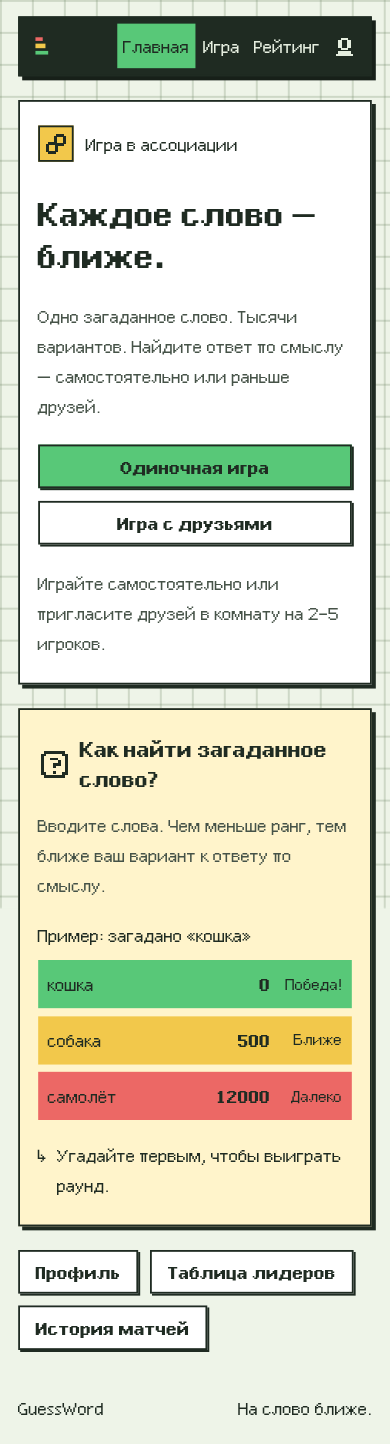 Главная Игра Рейтинг
Игра в ассоциации
Каждое слово —
ближе.
Одно загаданное слово. Тысячи
вариантов. Найдите ответ по смыслу
— самостоятельно или раньше
друзей.
Одиночная игра
Игра с друзьями
Играйте самостоятельно или
пригласите друзей в комнату на 2–5
игроков.
Как найти загаданное
слово?
Вводите слова. Чем меньше ранг, тем
ближе ваш вариант к ответу по
смыслу.
Пример: загадано «кошка»
кошка 0 Победа!
собака 500 Ближе
самолёт 12000 Далеко
↳ Угадайте первым, чтобы выиграть
раунд.
Профиль Таблица лидеров
История матчей
GuessWord На слово ближе.